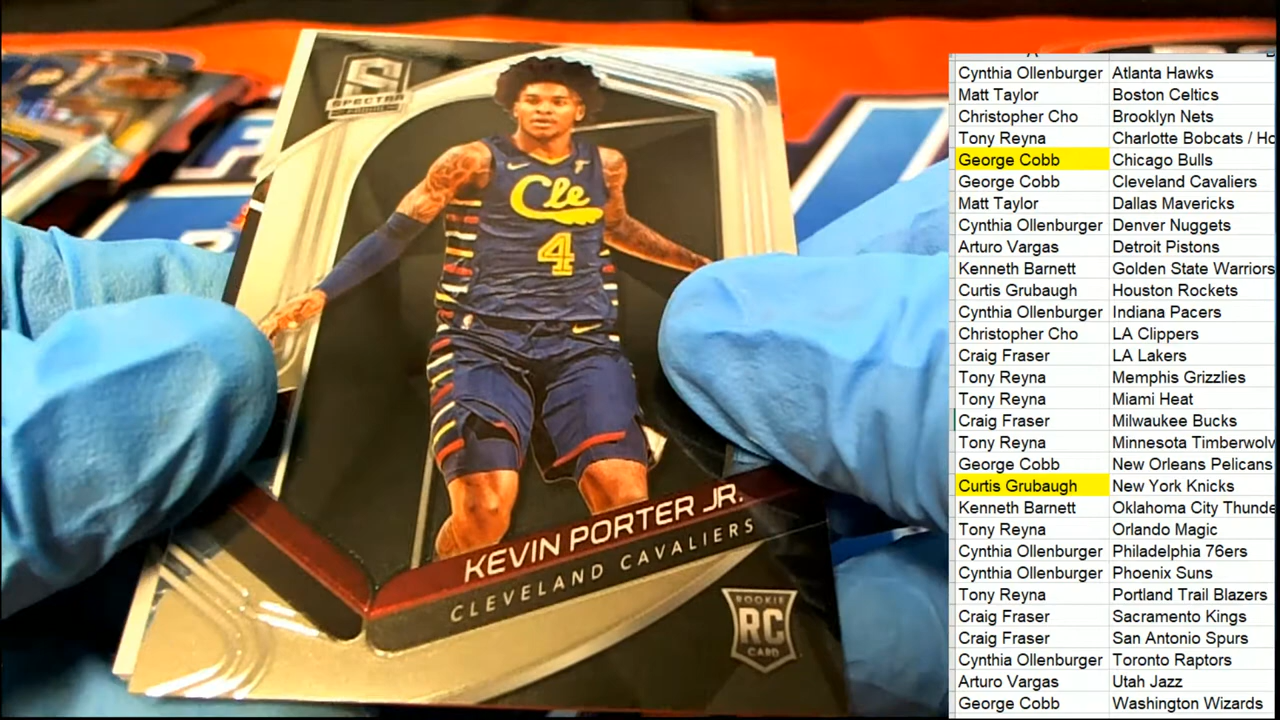 SPECTRA
Cle
4
KEVIN PORTER JR.
CLEVELAND CAVALIERS
ROOKIE
RC
CARD
Cynthia Ollenburger Atlanta Hawks
Matt Taylor Boston Celtics
Christopher Cho Brooklyn Nets
Tony Reyna Charlotte Bobcats / Ho
George Cobb Chicago Bulls
George Cobb Cleveland Cavaliers
Matt Taylor Dallas Mavericks
Cynthia Ollenburger Denver Nuggets
Arturo Vargas Detroit Pistons
Kenneth Barnett Golden State Warriors
Curtis Grubaugh Houston Rockets
Cynthia Ollenburger Indiana Pacers
Christopher Cho LA Clippers
Craig Fraser LA Lakers
Tony Reyna Memphis Grizzlies
Tony Reyna Miami Heat
Craig Fraser Milwaukee Bucks
Tony Reyna Minnesota Timberwolv
George Cobb New Orleans Pelicans
Curtis Grubaugh New York Knicks
Kenneth Barnett Oklahoma City Thunde
Tony Reyna Orlando Magic
Cynthia Ollenburger Philadelphia 76ers
Cynthia Ollenburger Phoenix Suns
Tony Reyna Portland Trail Blazers
Craig Fraser Sacramento Kings
Craig Fraser San Antonio Spurs
Cynthia Ollenburger Toronto Raptors
Arturo Vargas Utah Jazz
George Cobb Washington Wizards